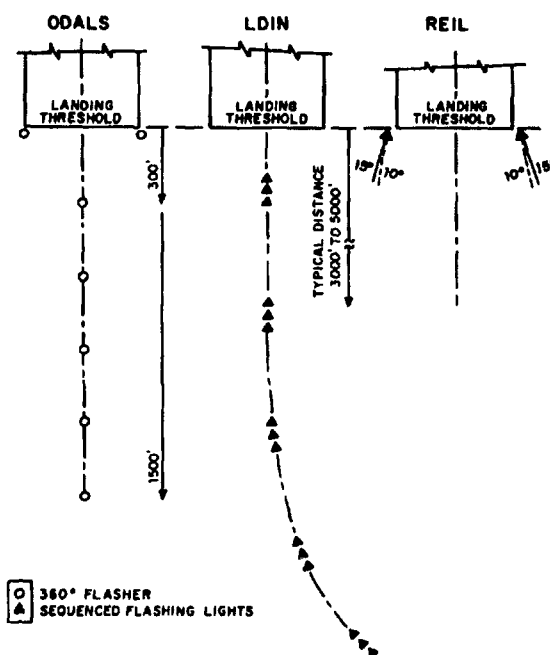 ODALS
LDIN
REIL
LANDING
THRESHOLD
LANDING
THRESHOLD
LANDING
THRESHOLD
300'
1500'
TYPICAL DISTANCE
3000' TO 5000'
15°
10°
10°
15
360° FLASHER
SEQUENCED FLASHING LIGHTS